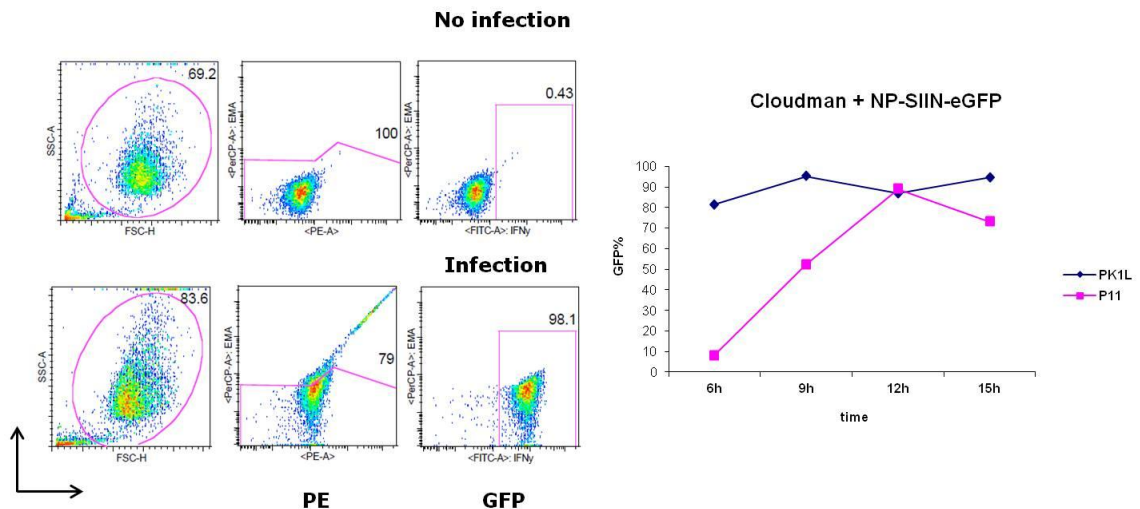 No infection
69.2
SSC-A
FSC-H
100
<PerCP-A>: EMA
<PE-A>
0.43
<PerCP-A>: EMA
<FITC-A>: IFNy
Infection
83.6
SSC-A
FSC-H
79
<PerCP-A>: EMA
<PE-A>
98.1
<PerCP-A>: EMA
<FITC-A>: IFNy
PE
GFP
Cloudman + NP-SIIN-eGFP
100
90
80
70
60
50
40
30
20
10
0
GFP%
6h 9h 12h 15h
time
PK1L
P11